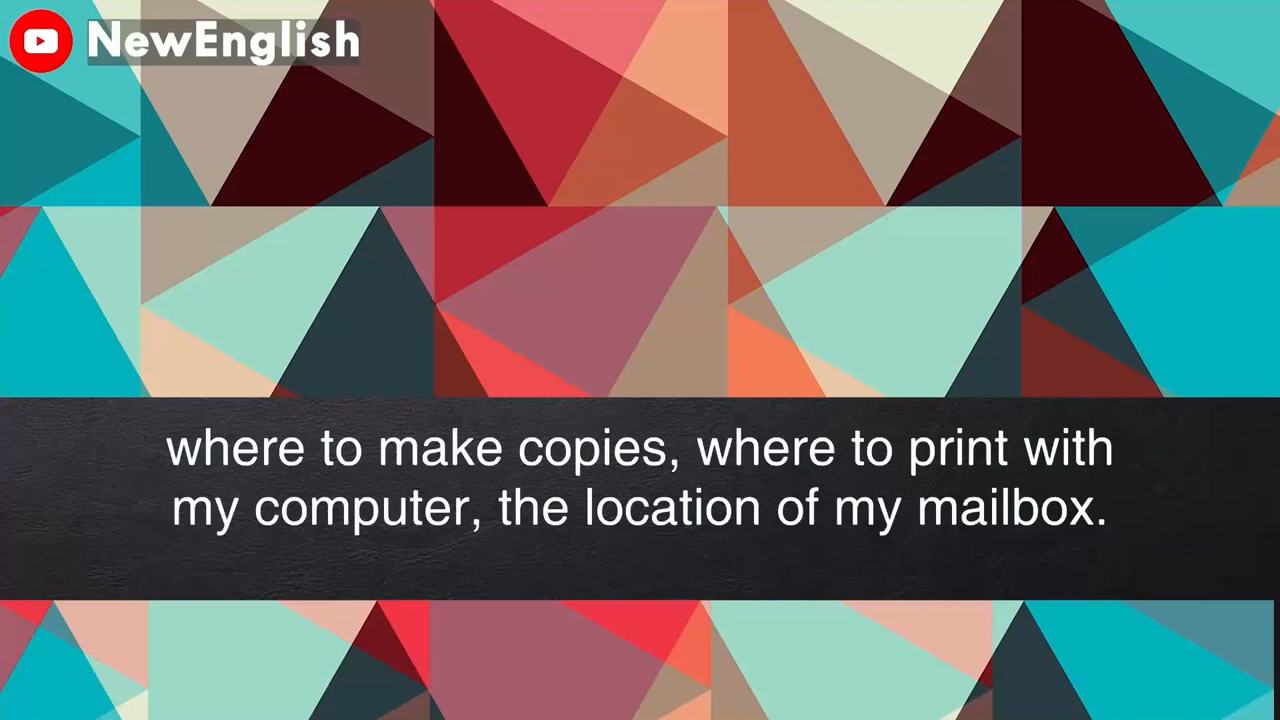 NewEnglish
where to make copies, where to print with
my computer, the location of my mailbox.